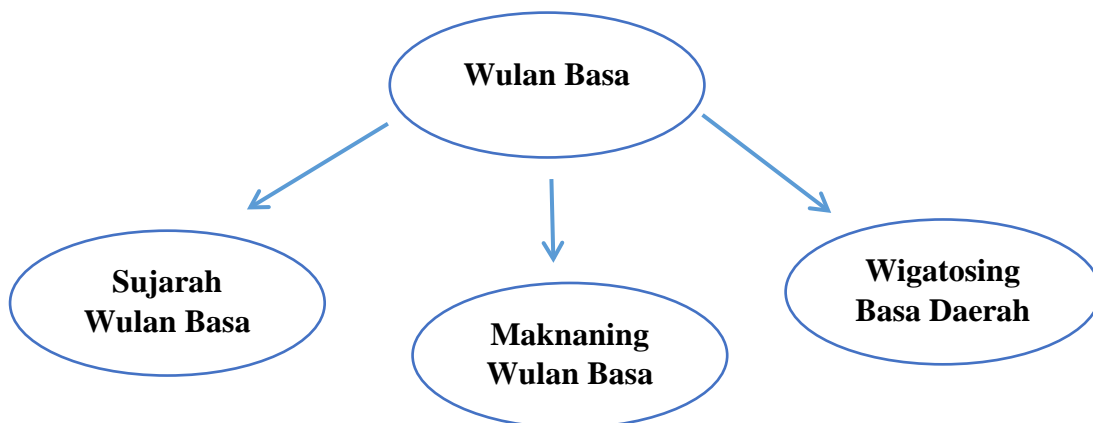 Wulan Basa
Sujarah
Wulan Basa
Maknaning
Wulan Basa
Wigatosing
Basa Daerah